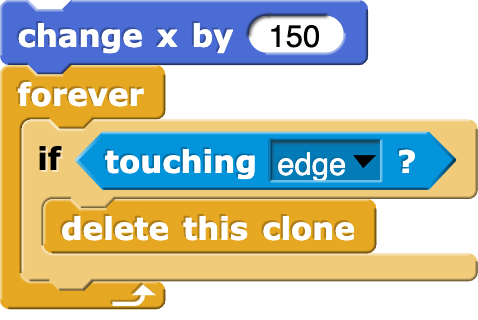 change x by 150
forever
if touching edge ?
delete this clone